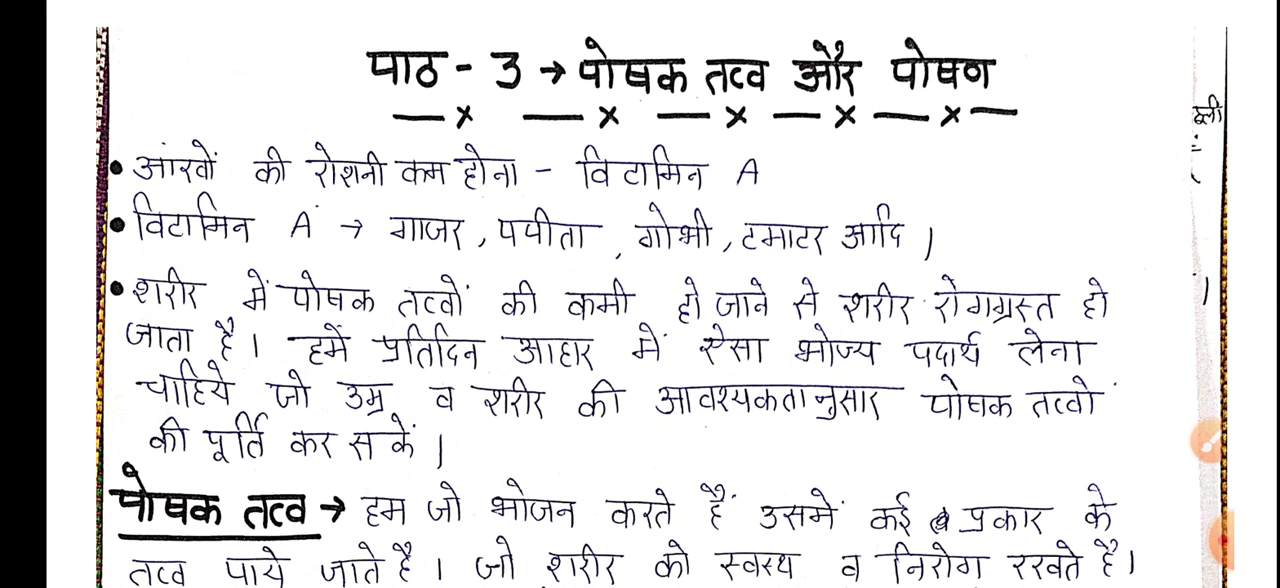 पाठ - 3 → पोषक तत्व और पोषण
• आंखों की रोशनी कम होना - विटामिन A
• विटामिन A → गाजर, पपीता, गोभी, टमाटर आदि।
• शरीर में पोषक तत्वों की कमी हो जाने से शरीर रोगग्रस्त हो
जाता है। हमें प्रतिदिन आहार में ऐसा भोज्य पदार्थ लेना
चाहिये जो उम्र व शरीर की आवश्यकतानुसार पोषक तत्वों
की पूर्ति कर सकें।
पोषक तत्व → हम जो भोजन करते हैं उसमें कई प्रकार के
तत्व पाये जाते है। जो शरीर को स्वस्थ व निरोग रखते है।